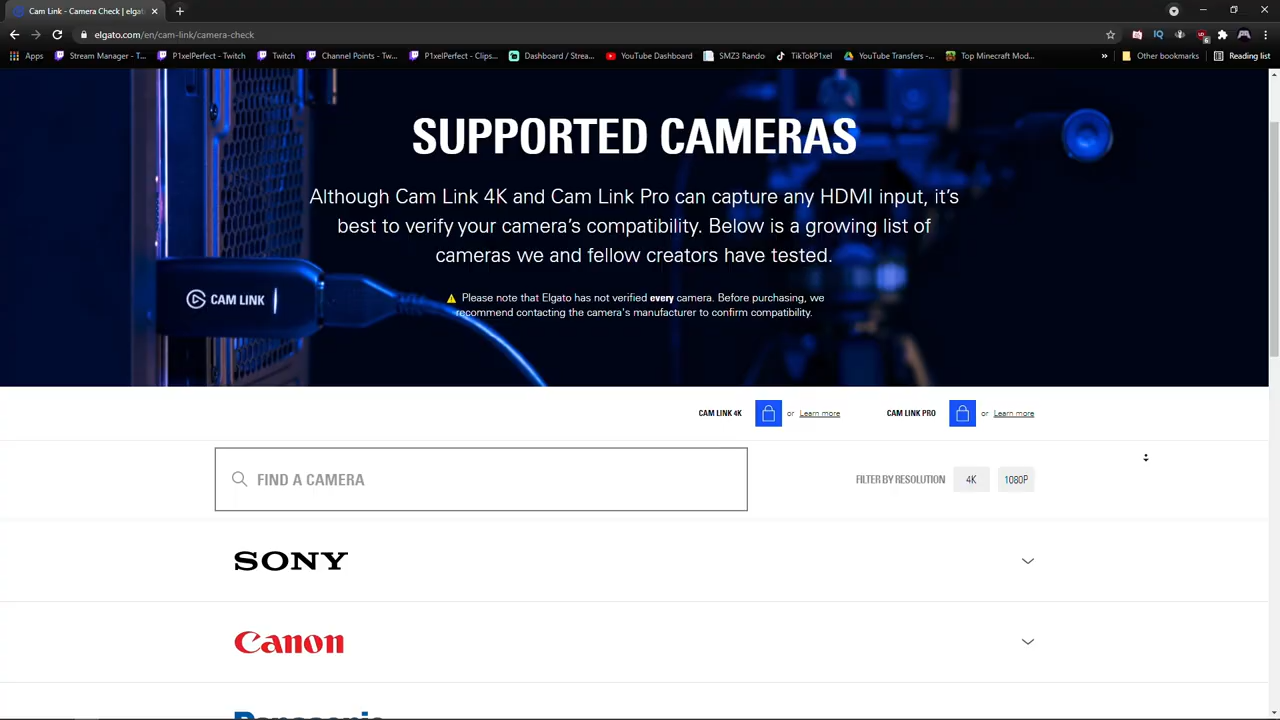 Cam Link - Camera Check | elgat
elgato.com/en/cam-link/camera-check
Apps
Stream Manager - T...
P1xelPerfect - Twitch
Twitch
Channel Points - Tw...
P1xelPerfect - Clips...
Dashboard / Strea...
YouTube Dashboard
SMZ3 Rando
TikTokP1xel
YouTube Transfers -...
Top Minecraft Mod...
»
Other bookmarks
Reading list
SUPPORTED CAMERAS
Although Cam Link 4K and Cam Link Pro can capture any HDMI input, it's
best to verify your camera's compatibility. Below is a growing list of
cameras we and fellow creators have tested.
CAM LINK
Please note that Elgato has not verified every camera. Before purchasing, we
recommend contacting the camera's manufacturer to confirm compatibility.
CAM LINK 4K or Learn more CAM LINK PRO or Learn more
FIND A CAMERA
FILTER BY RESOLUTION 4K 1080P
SONY
Canon
Panasonic